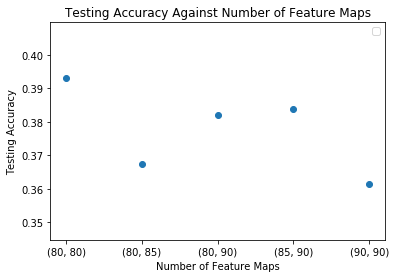 Testing Accuracy Against Number of Feature Maps
0.40
0.39
0.38
0.37
0.36
0.35
Testing Accuracy
(80, 80) (80, 85) (80, 90) (85, 90) (90, 90)
Number of Feature Maps